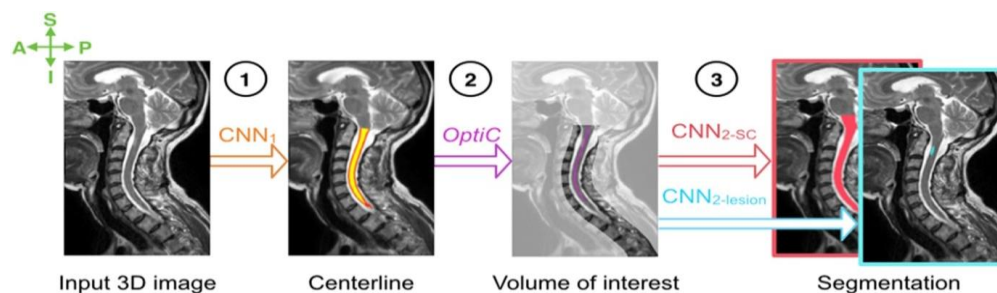 S
A P
I
1 2 3
CNN1 OptiC CNN2-SC
CNN2-lesion
Input 3D image Centerline Volume of interest Segmentation